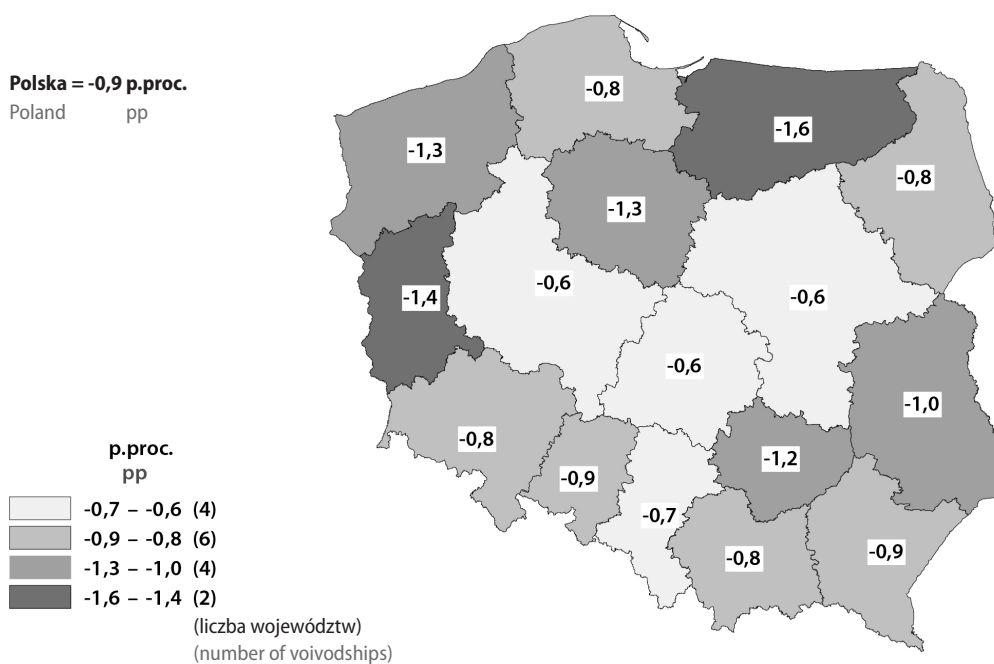 Polska = -0,9 p.proc.
Poland pp
-0,8
-1,6
-1,3
-0,8
-1,3
-0,6
-1,4
-0,6
-0,6
-1,0
-0,8
-1,2
-0,9
-0,7
-0,8
-0,9
p.proc.
pp
-0,7 – -0,6 (4)
-0,9 – -0,8 (6)
-1,3 – -1,0 (4)
-1,6 – -1,4 (2)
(liczba województw)
(number of voivodships)